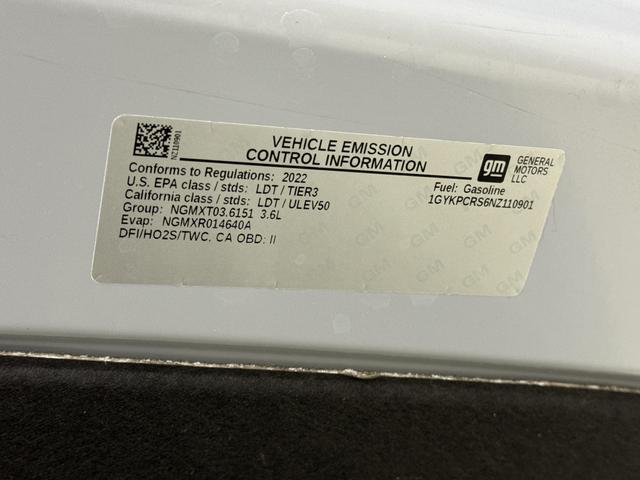 NZ110901
VEHICLE EMISSION
CONTROL INFORMATION
gm
GENERAL
MOTORS
LLC
Conforms to Regulations: 2022
U.S. EPA class / stds: LDT / TIER3
California class / stds: LDT / ULEV50
Group: NGMXT03.6151 3.6L
Evap: NGMXR014640A
DFI/HO2S/TWC, CA OBD: II
Fuel: Gasoline
1GYKPCRS6NZ110901